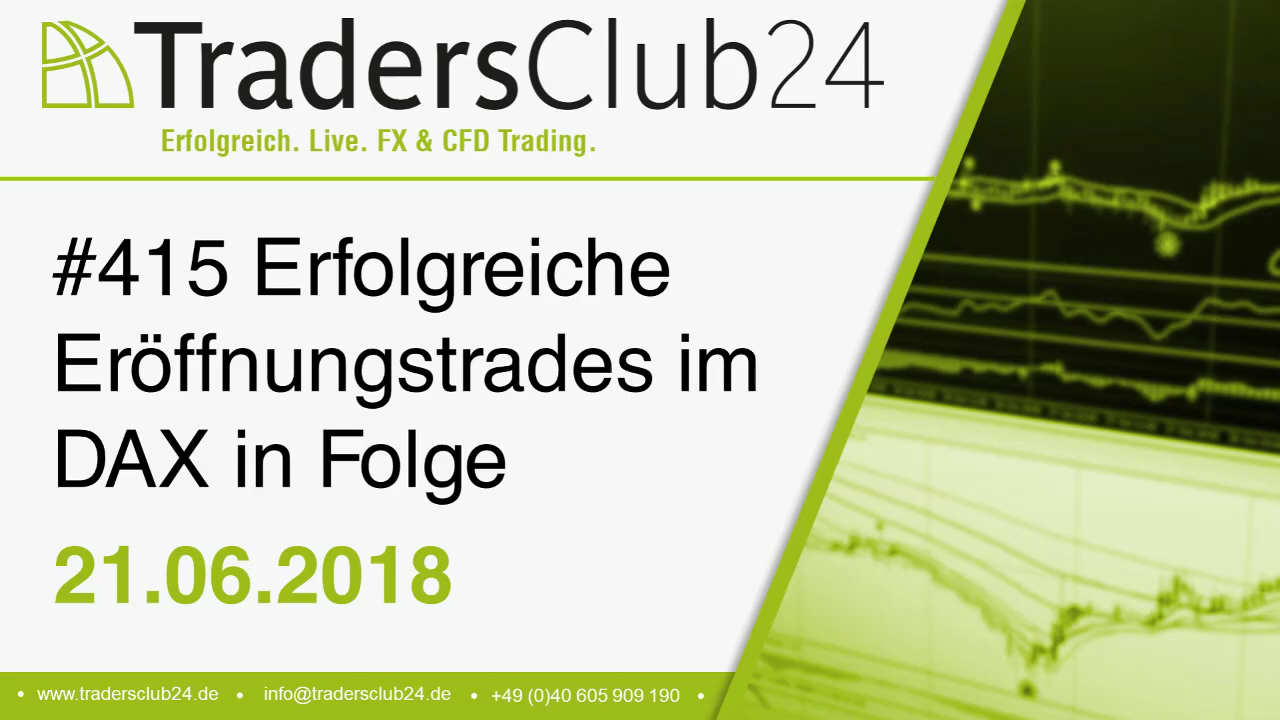 TradersClub24
Erfolgreich. Live. FX & CFD Trading.
#415 Erfolgreiche
Eröffnungstrades im
DAX in Folge
21.06.2018
• www.tradersclub24.de • info@tradersclub24.de • +49 (0)40 605 909 190 •